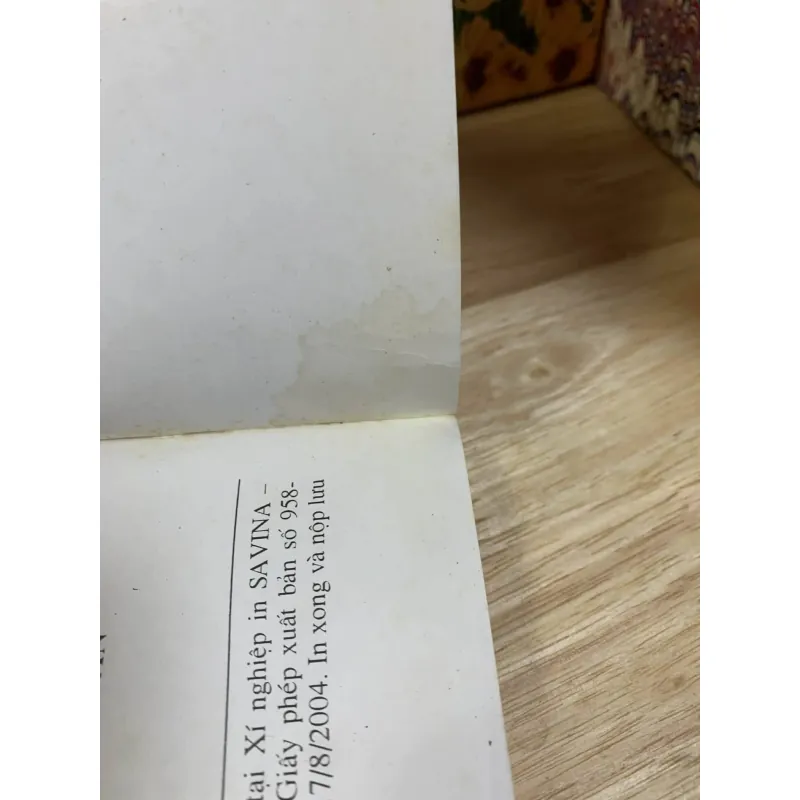 tại Xí nghiệp in SAVINA –
Giấy phép xuất bản số 958-
7/8/2004. In xong và nộp lưu